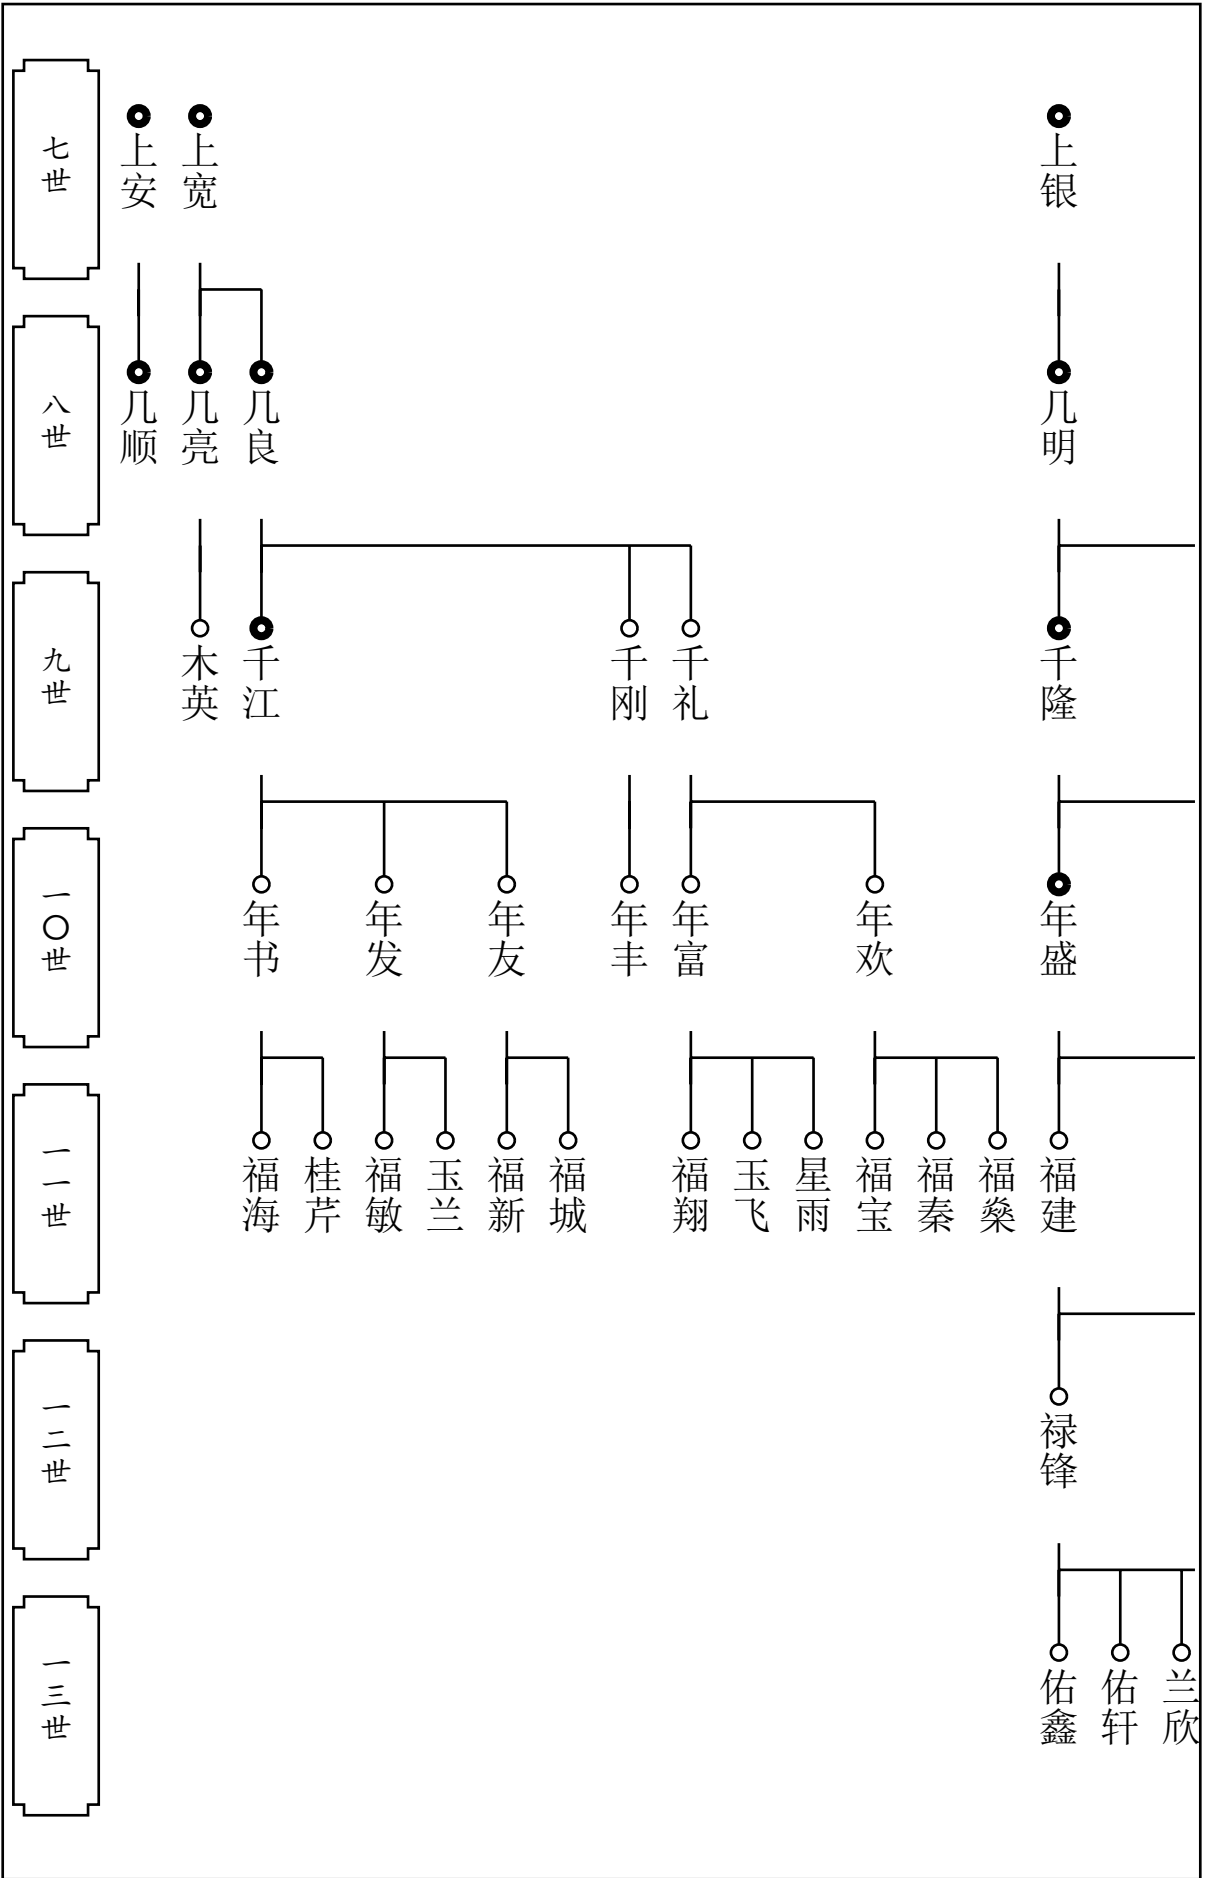 七世
上安
上宽
上银
八世
几顺
几亮
几良
几明
九世
木英
千江
千刚
千礼
千隆
一〇世
年书
年发
年友
年丰
年富
年欢
年盛
一一世
福海
桂芹
福敏
玉兰
福新
福城
福翔
玉飞
星雨
福宝
福秦
福燊
福建
一二世
禄锋
一三世
佑鑫
佑轩
兰欣